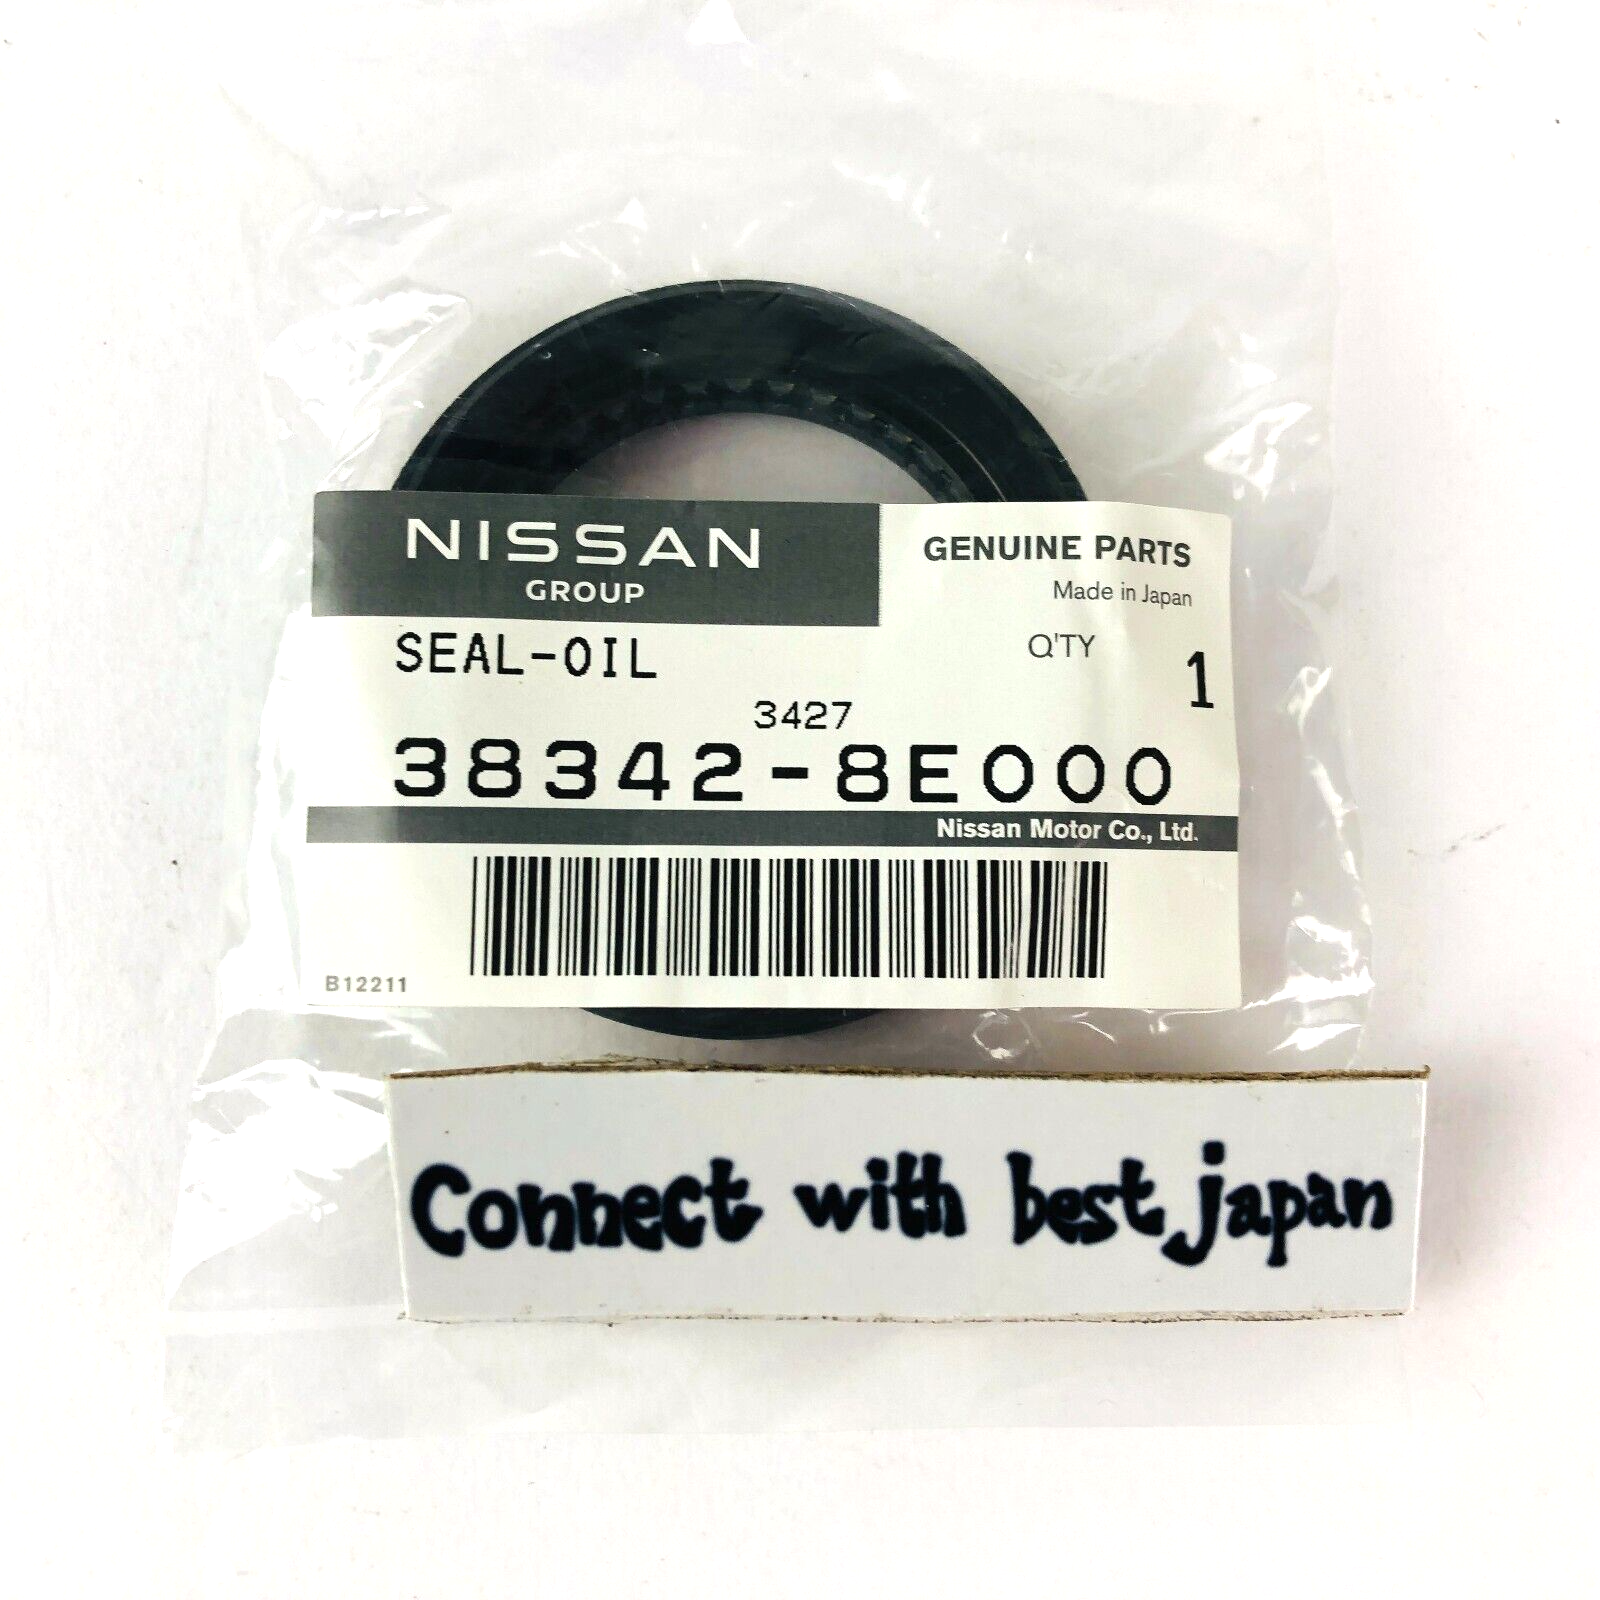 NISSAN
GROUP
GENUINE PARTS
Made in Japan
SEAL-OIL
Q'TY 1
3427
38342-8E000
Nissan Motor Co., Ltd.
B12211
Connect with best japan